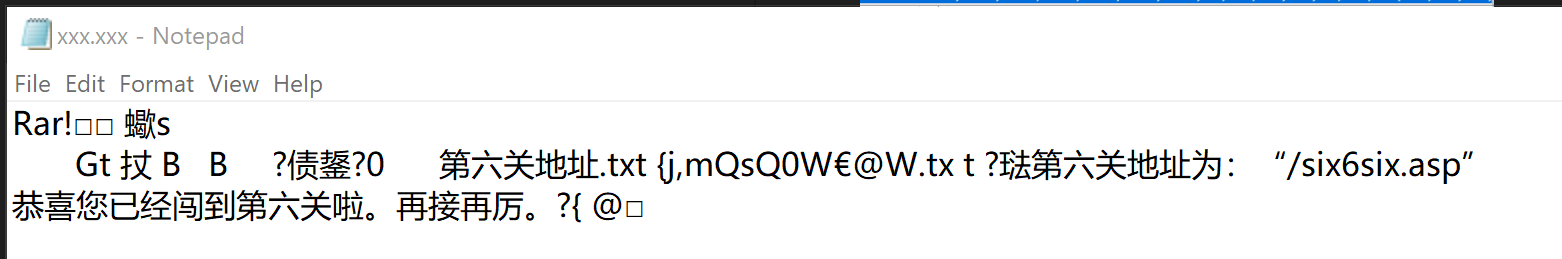 xxx.xxx - Notepad
File Edit Format View Help
Rar!□□ 蠍s
Gt 扙 B B ?债鋆?0 第六关地址.txt {j,mQsQ0W€@W.tx t ?珐第六关地址为：“/six6six.asp”
恭喜您已经闯到第六关啦。再接再厉。?{ @□